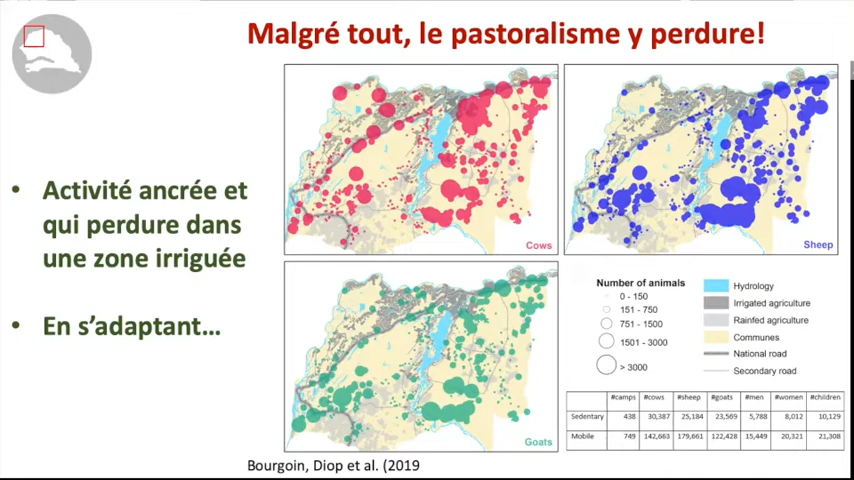 Malgré tout, le pastoralisme y perdure!
• Activité ancrée et
qui perdure dans
une zone irriguée
• En s’adaptant…
Cows
Sheep
Goats
Number of animals
0 - 150
151 - 750
751 - 1500
1501 - 3000
> 3000
Hydrology
Irrigated agriculture
Rainfed agriculture
Communes
National road
Secondary road
#camps #cows #sheep #goats #men #women #children
Sedentary 438 30,387 25,184 23,569 5,788 8,012 10,129
Mobile 749 142,663 179,661 122,428 15,449 20,321 21,308
Bourgoin, Diop et al. (2019